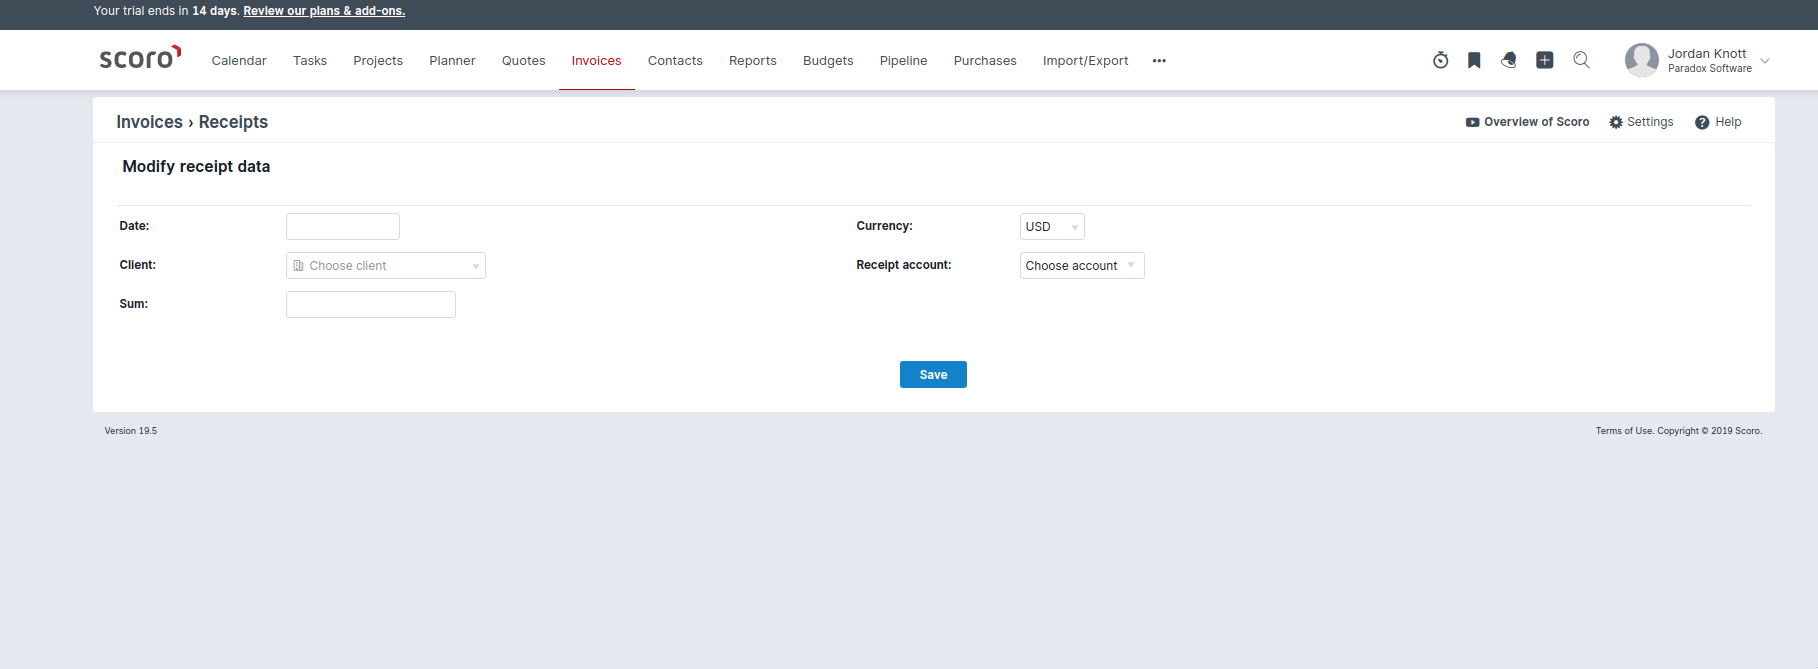 Your trial ends in 14 days. Review our plans & add-ons.
scoro Calendar Tasks Projects Planner Quotes Invoices Contacts Reports Budgets Pipeline Purchases Import/Export ••• Jordan Knott
Paradox Software
Invoices › Receipts Overview of Scoro Settings ? Help
Modify receipt data
Date: Currency: USD
Client: Choose client Receipt account: Choose account
Sum:
Save
Version 19.5 Terms of Use. Copyright © 2019 Scoro.